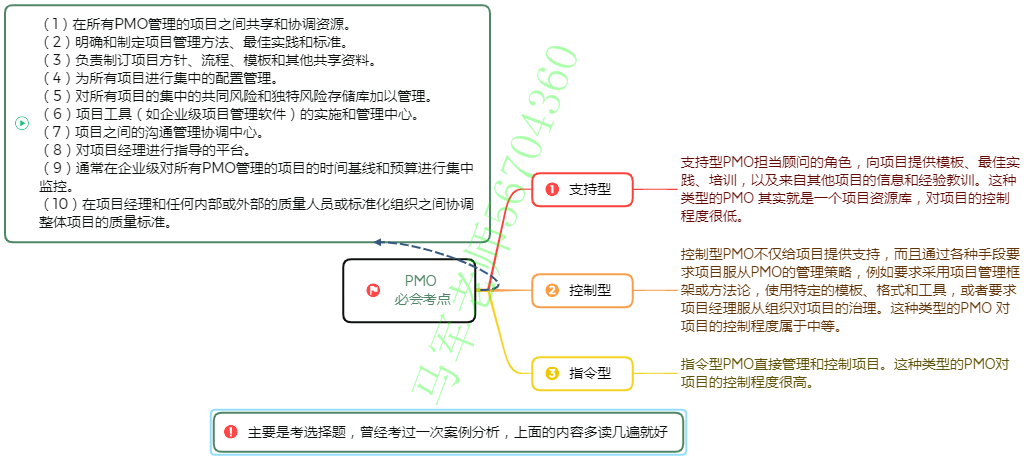 （1）在所有PMO管理的项目之间共享和协调资源。
（2）明确和制定项目管理方法、最佳实践和标准。
（3）负责制订项目方针、流程、模板和其他共享资料。
（4）为所有项目进行集中的配置管理。
（5）对所有项目的集中的共同风险和独特风险存储库加以管理。
（6）项目工具（如企业级项目管理软件）的实施和管理中心。
（7）项目之间的沟通管理协调中心。
（8）对项目经理进行指导的平台。
（9）通常在企业级对所有PMO管理的项目的时间基线和预算进行集中
监控。
（10）在项目经理和任何内部或外部的质量人员或标准化组织之间协调
整体项目的质量标准。
PMO
必会考点
1 支持型
支持型PMO担当顾问的角色，向项目提供模板、最佳实
践、培训，以及来自其他项目的信息和经验教训。这种
类型的PMO 其实就是一个项目资源库，对项目的控制
程度很低。
2 控制型
控制型PMO不仅给项目提供支持，而且通过各种手段要
求项目服从PMO的管理策略，例如要求采用项目管理框
架或方法论，使用特定的模板、格式和工具，或者要求
项目经理服从组织对项目的治理。这种类型的PMO 对
项目的控制程度属于中等。
3 指令型
指令型PMO直接管理和控制项目。这种类型的PMO对
项目的控制程度很高。
主要是考选择题，曾经考过一次案例分析，上面的内容多读几遍就好
马军老师:56704360